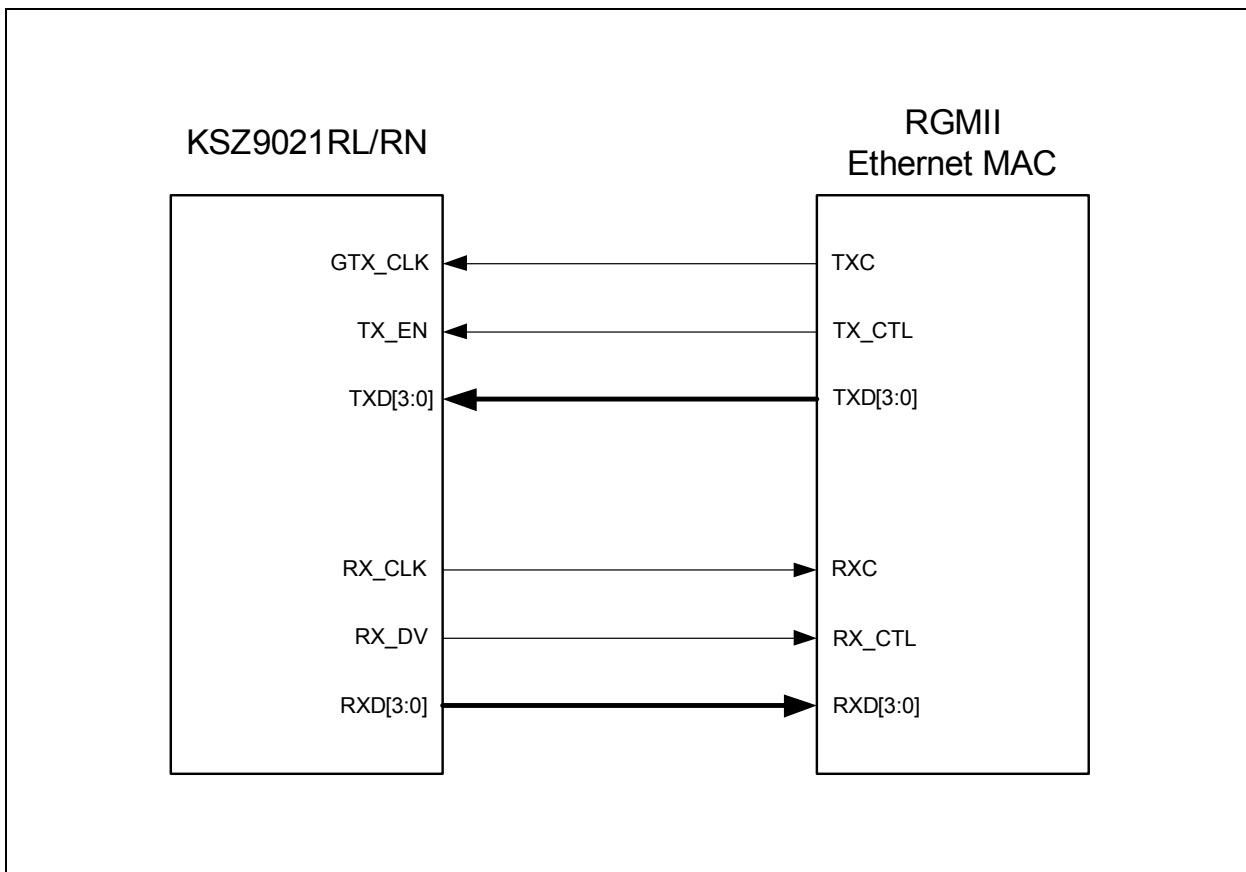 KSZ9021RL/RN
RGMII
Ethernet MAC
GTX_CLK
TXC
TX_EN
TX_CTL
TXD[3:0]
TXD[3:0]
RX_CLK
RXC
RX_DV
RX_CTL
RXD[3:0]
RXD[3:0]